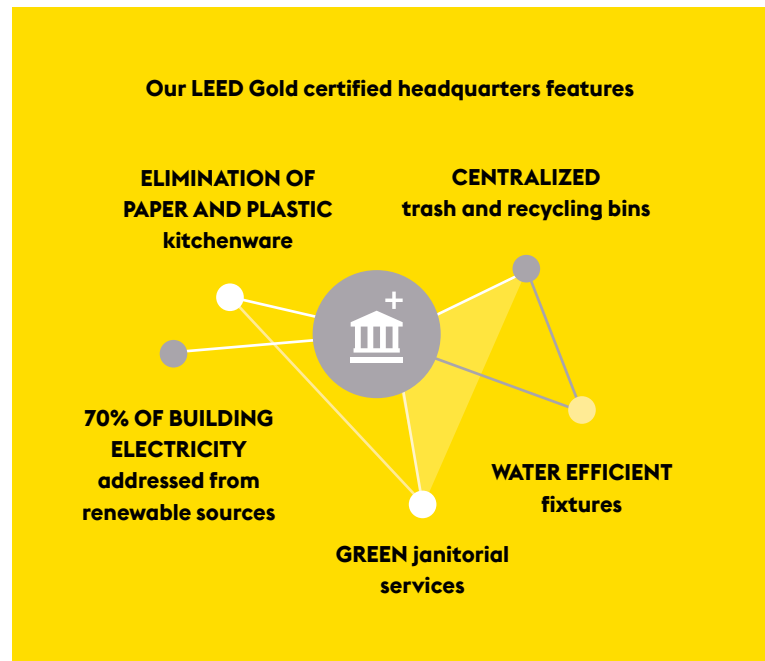 Our LEED Gold certified headquarters features
ELIMINATION OF
PAPER AND PLASTIC
kitchenware
CENTRALIZED
trash and recycling bins
70% OF BUILDING
ELECTRICITY
addressed from
renewable sources
WATER EFFICIENT
fixtures
GREEN janitorial
services